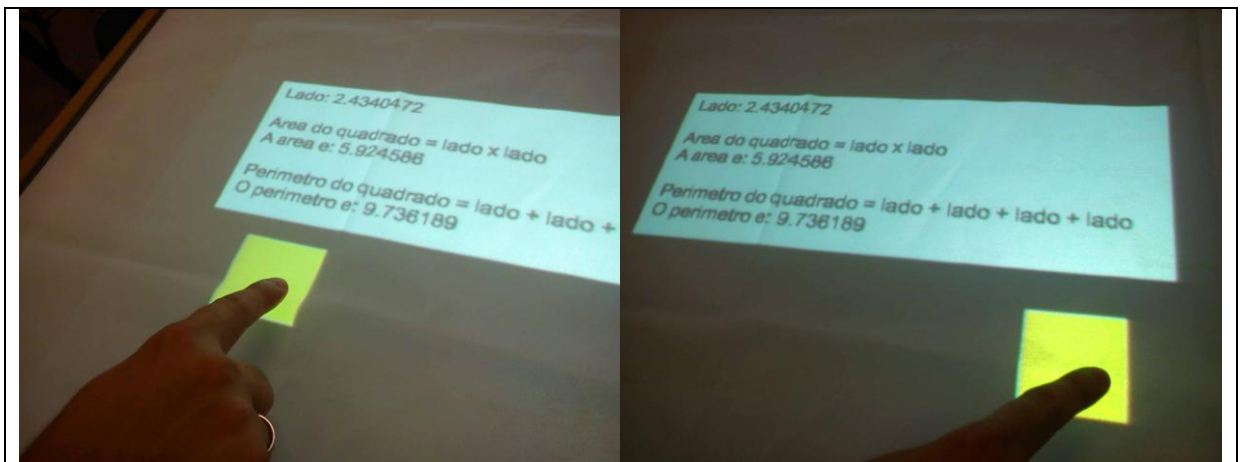 Lado: 2.4340472
Area do quadrado = lado x lado
A area e: 5.924586
Perimetro do quadrado = lado + lado +
O perimetro e: 9.736189
Lado: 2.4340472
Area do quadrado = lado x lado
A area e: 5.924586
Perimetro do quadrado = lado + lado + lado + lado
O perimetro e: 9.736189